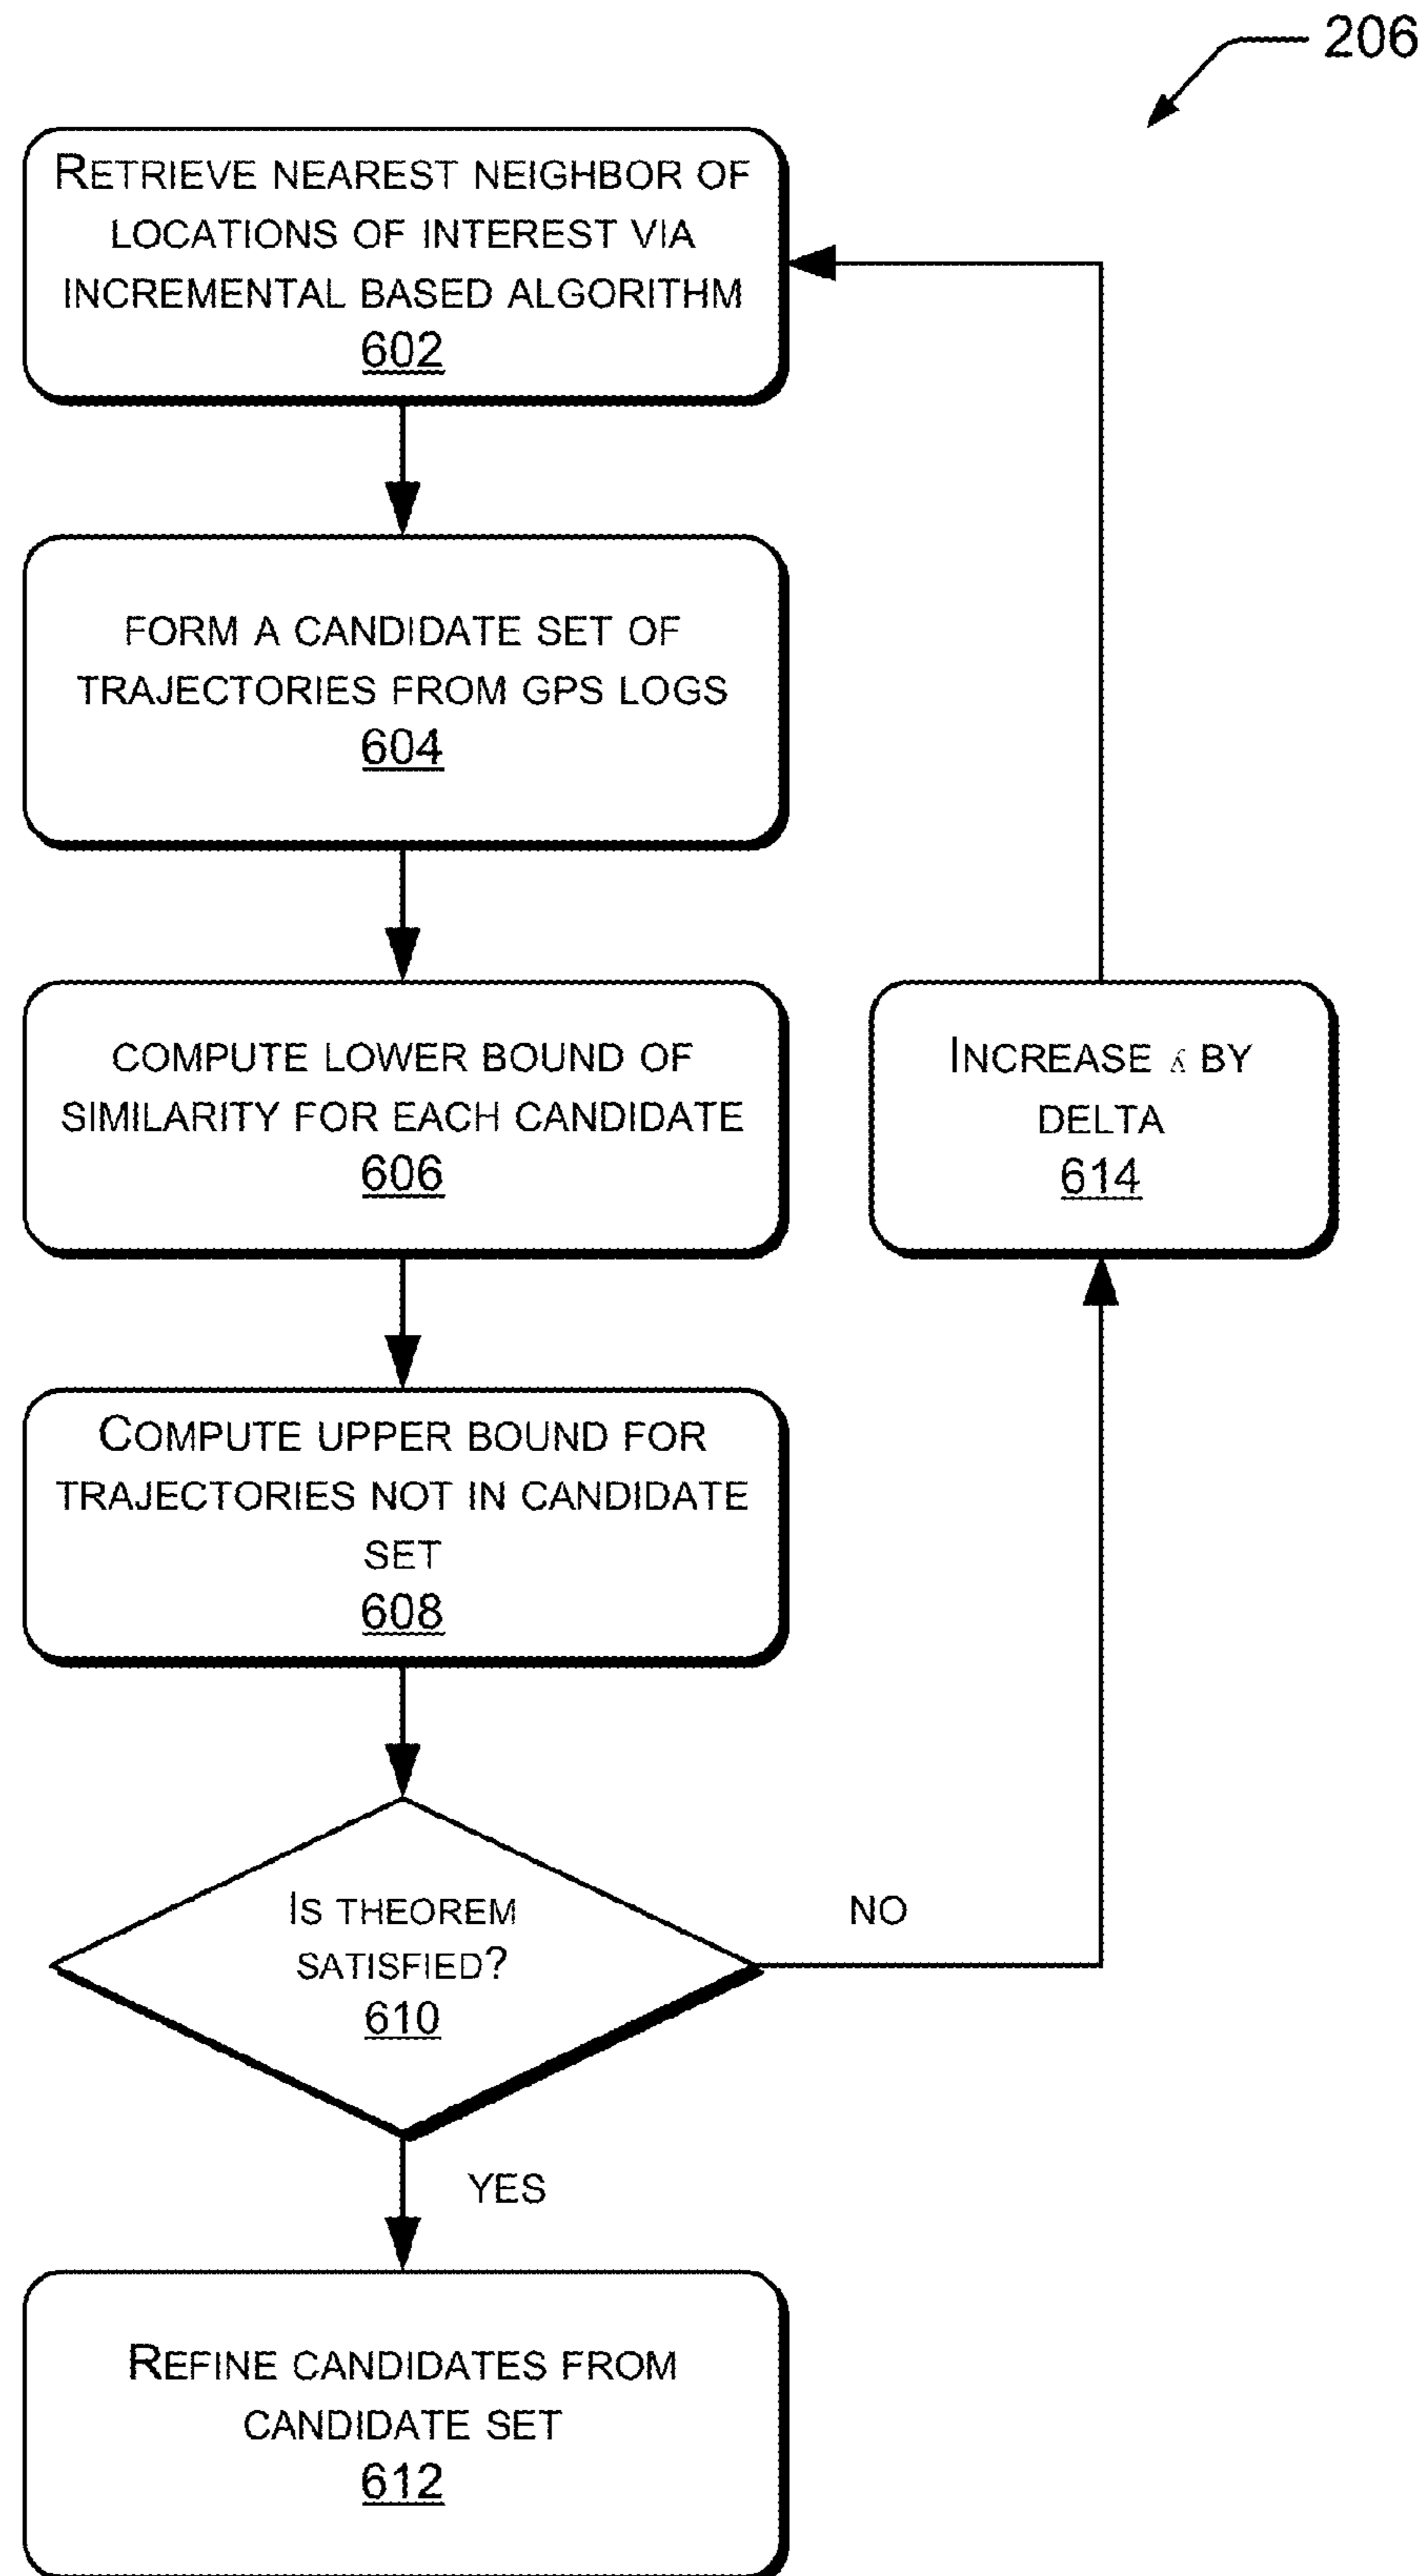 206
RETRIEVE NEAREST NEIGHBOR OF
LOCATIONS OF INTEREST VIA
INCREMENTAL BASED ALGORITHM
602
FORM A CANDIDATE SET OF
TRAJECTORIES FROM GPS LOGS
604
COMPUTE LOWER BOUND OF
SIMILARITY FOR EACH CANDIDATE
606
INCREASE BY
DELTA
614
COMPUTE UPPER BOUND FOR
TRAJECTORIES NOT IN CANDIDATE
SET
608
IS THEOREM
SATISFIED?
610
NO
YES
REFINE CANDIDATES FROM
CANDIDATE SET
612